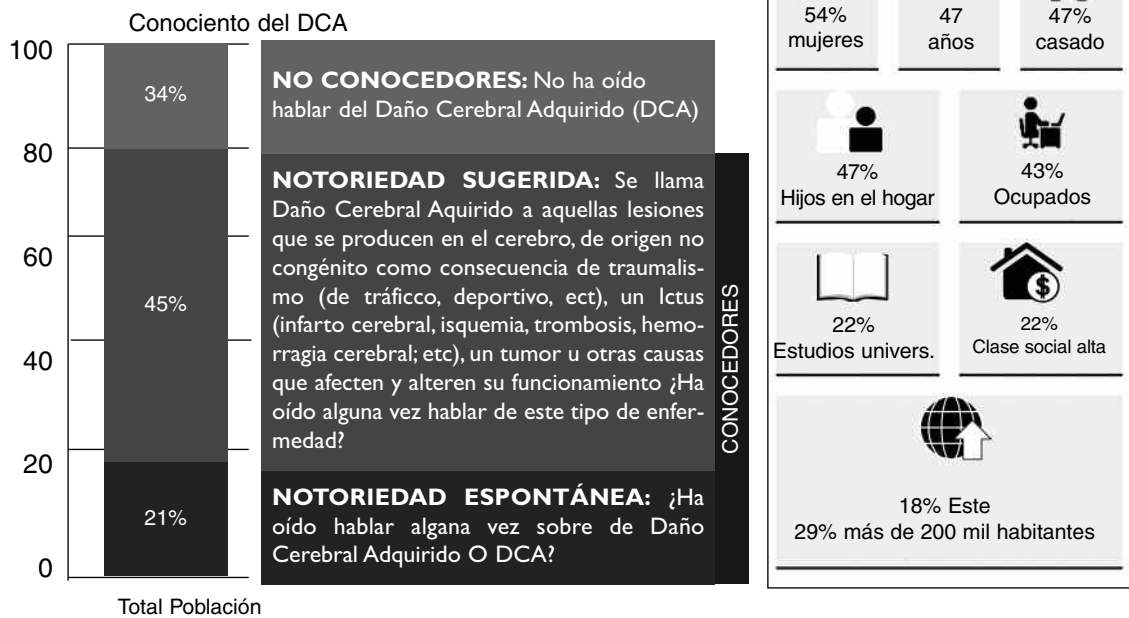 Conociento del DCA
100
80
60
40
20
0
34%
45%
21%
Total Población
NO CONOCEDORES: No ha oído
hablar del Daño Cerebral Adquirido (DCA)
NOTORIEDAD SUGERIDA: Se llama
Daño Cerebral Aquirido a aquellas lesiones
que se producen en el cerebro, de origen no
congénito como consecuencia de traumalis-
mo (de tráficco, deportivo, ect), un Ictus
(infarto cerebral, isquemia, trombosis, hemo-
rragia cerebral; etc), un tumor u otras causas
que afecten y alteren su funcionamiento ¿Ha
oído alguna vez hablar de este tipo de enfer-
medad?
NOTORIEDAD ESPONTÁNEA: ¿Ha
oído hablar algana vez sobre de Daño
Cerebral Adquirido O DCA?
CONOCEDORES
54%
mujeres
47
años
47%
casado
47%
Hijos en el hogar
43%
Ocupados
22%
Estudios univers.
$
22%
Clase social alta
18% Este
29% más de 200 mil habitantes